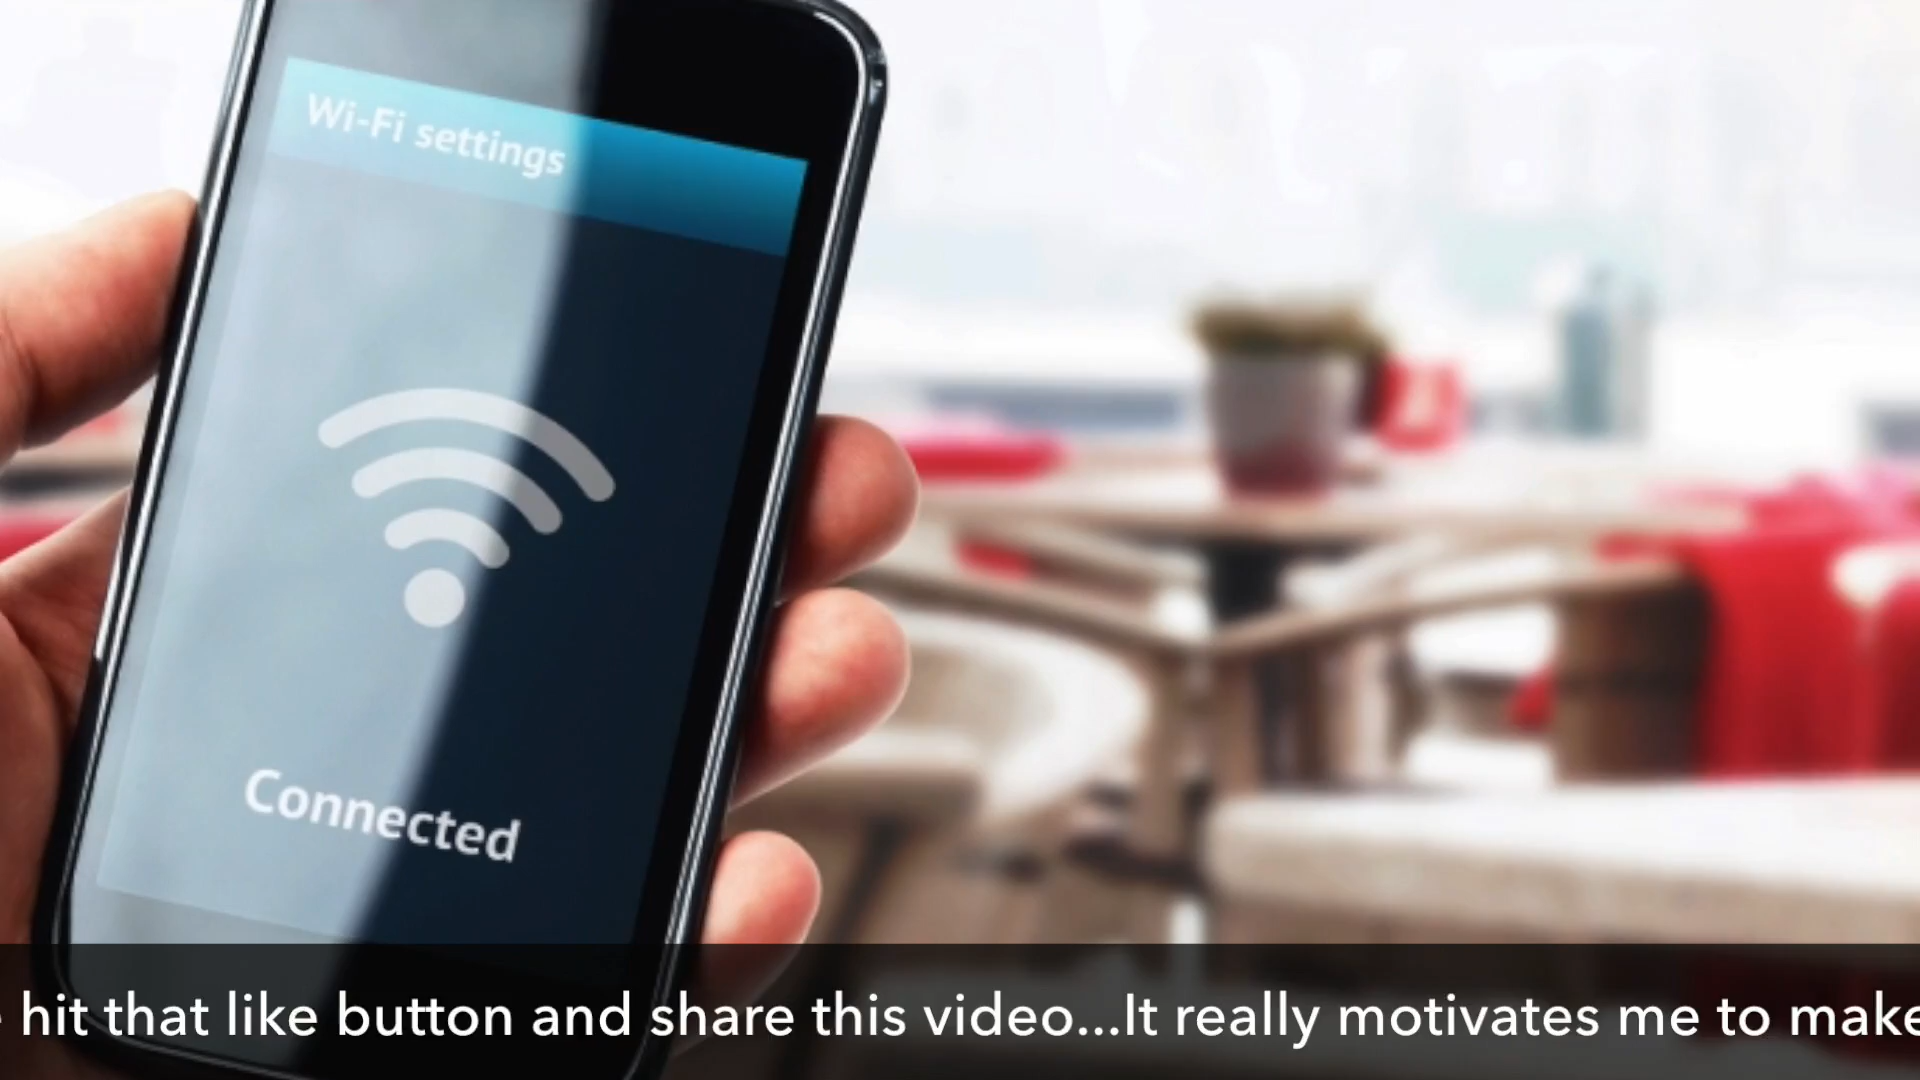 Wi-Fi settings
Connected
hit that like button and share this video...It really motivates me to make